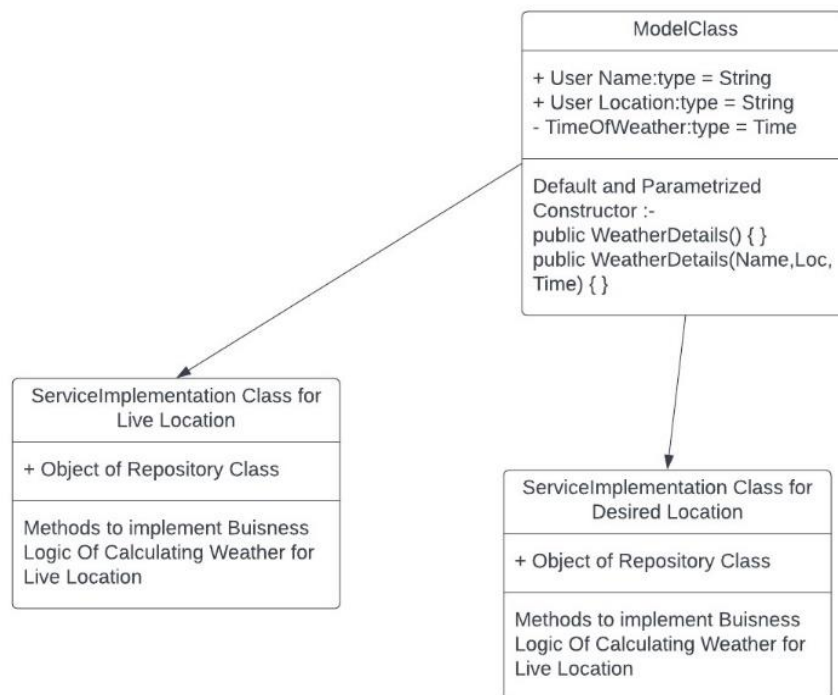 ModelClass
+ User Name:type = String
+ User Location:type = String
- TimeOfWeather:type = Time
Default and Parametrized
Constructor :-
public WeatherDetails() { }
public WeatherDetails(Name,Loc,
Time) { }
ServiceImplementation Class for
Live Location
+ Object of Repository Class
Methods to implement Buisness
Logic Of Calculating Weather for
Live Location
ServiceImplementation Class for
Desired Location
+ Object of Repository Class
Methods to implement Buisness
Logic Of Calculating Weather for
Live Location